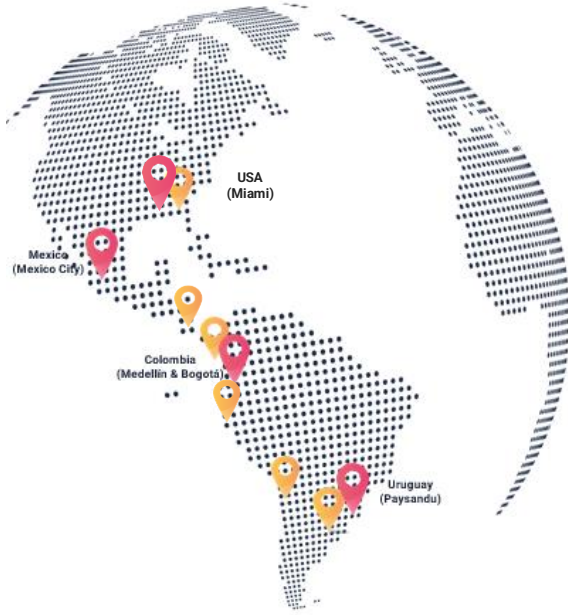 USA
(Miami)
Mexico
(Mexico City)
Colombia
(Medellín & Bogotá)
Uruguay
(Paysandu)